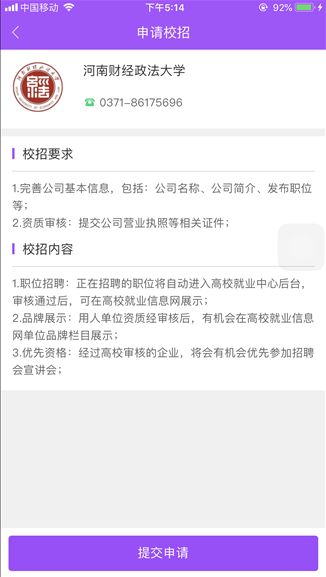 中国移动 下午5:14 92%
申请校招
河南财经政法大学
0371-86175696
校招要求
1.完善公司基本信息，包括：公司名称、公司简介、发布职位
等；
2.资质审核：提交公司营业执照等相关证件；
校招内容
1.职位招聘：正在招聘的职位将自动进入高校就业中心后台，
审核通过后，可在高校就业信息网展示；
2.品牌展示：用人单位资质经审核后，有机会在高校就业信息
网单位品牌栏目展示；
3.优先资格：经过高校审核的企业，将会有机会优先参加招聘
会宣讲会；
提交申请